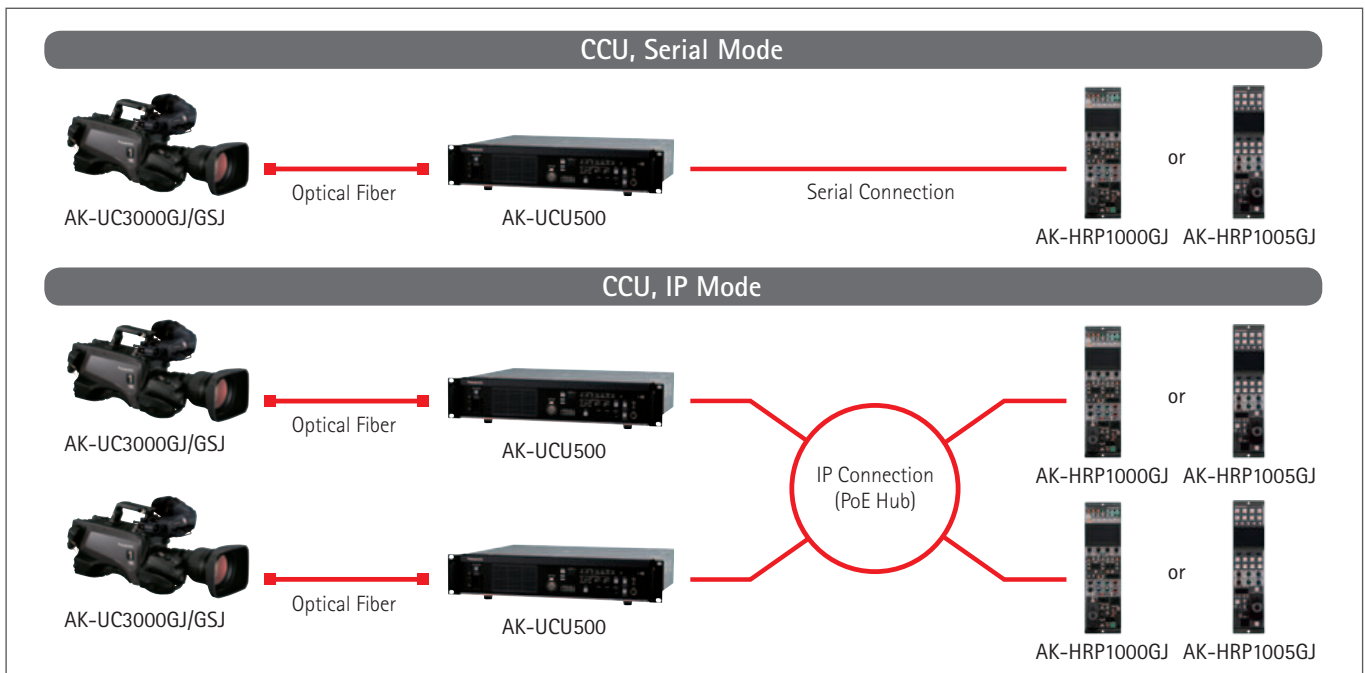 CCU, Serial Mode
Optical Fiber
Serial Connection
or
AK-UC3000GJ/GSJ
AK-UCU500
AK-HRP1000GJ AK-HRP1005GJ
CCU, IP Mode
Optical Fiber
or
AK-UC3000GJ/GSJ
AK-UCU500
AK-HRP1000GJ AK-HRP1005GJ
IP Connection
(PoE Hub)
Optical Fiber
or
AK-UC3000GJ/GSJ
AK-UCU500
AK-HRP1000GJ AK-HRP1005GJ